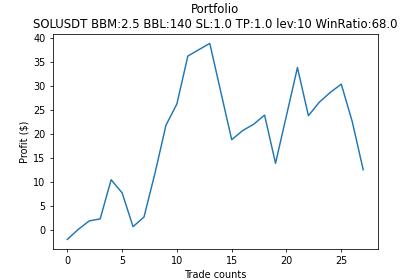 Portfolio
SOLUSDT BBM:2.5 BBL:140 SL:1.0 TP:1.0 lev:10 WinRatio:68.0
40
35
30
25
20
15
10
5
0
Profit ($)
0 5 10 15 20 25
Trade counts